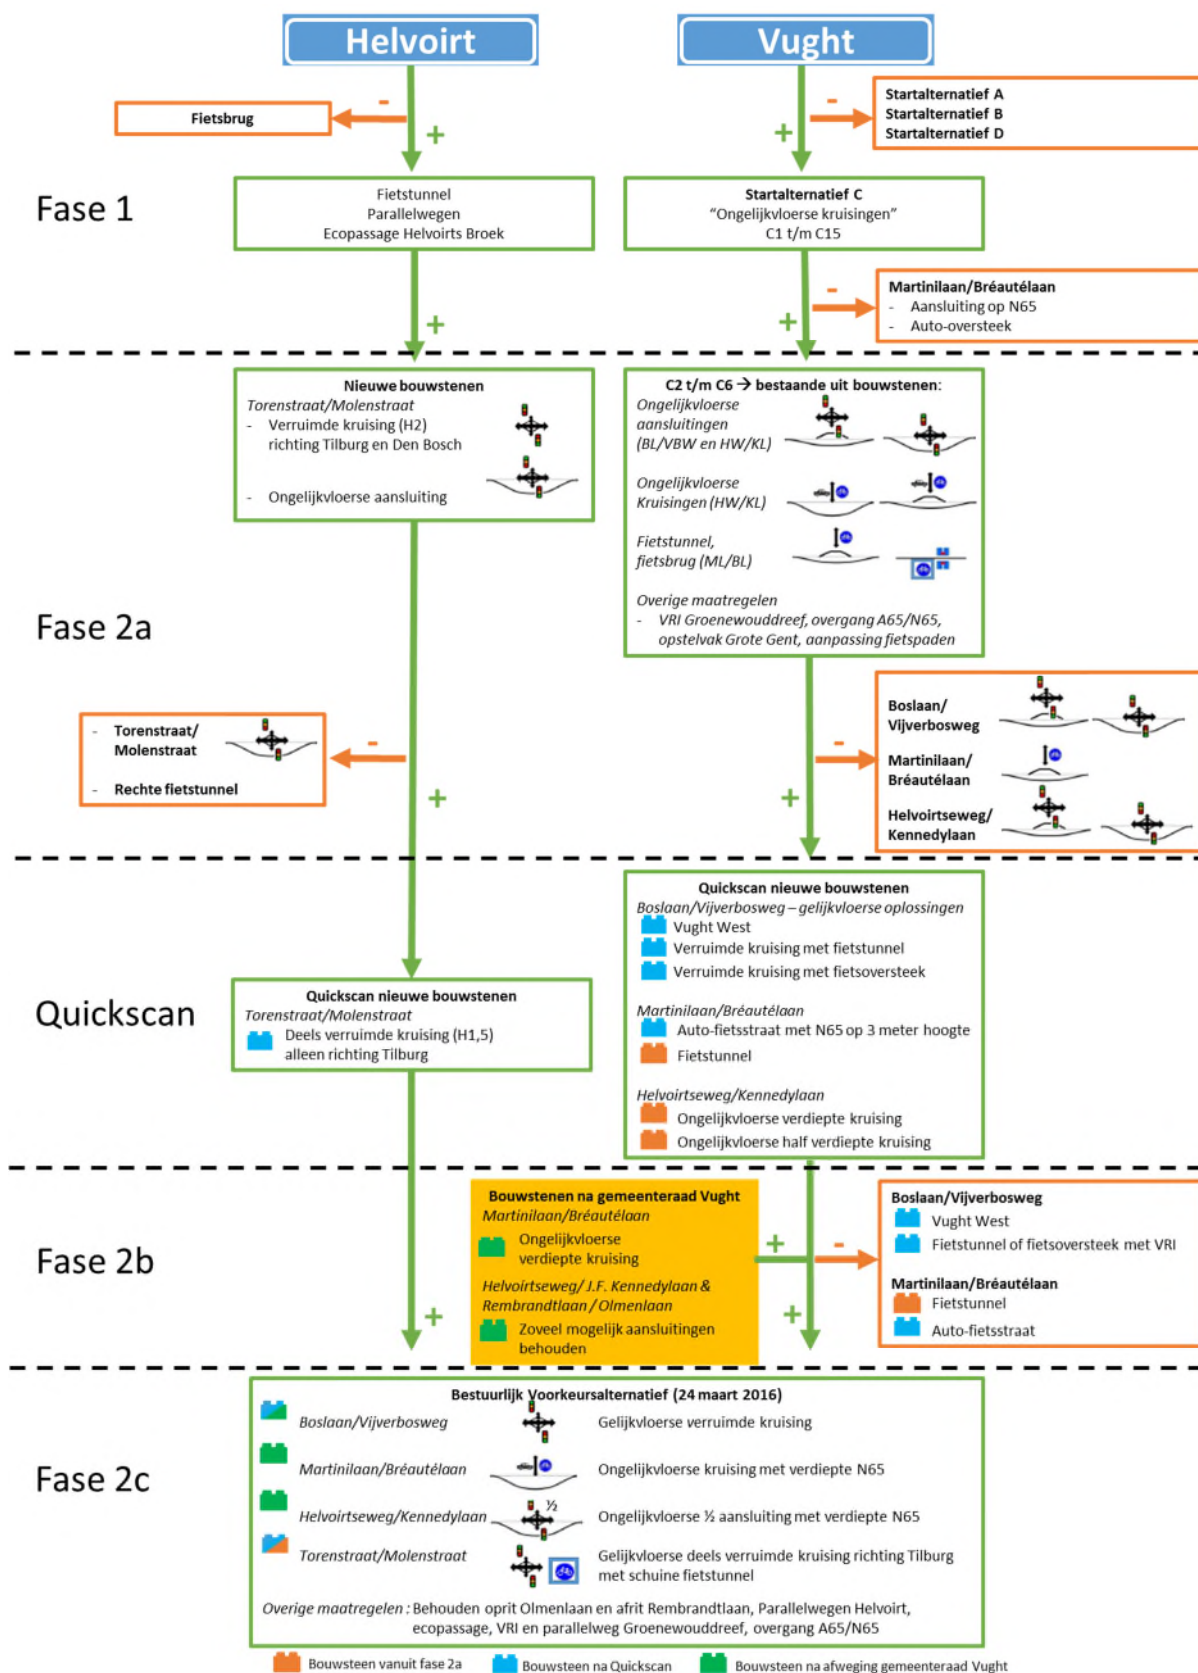 Helvoirt
Vught
Fietsbrug
-
+
-
+
Startalternatief A
Startalternatief B
Startalternatief D
Fase 1
Fietstunnel
Parallelwegen
Ecopassage Helvoirts Broek
Startalternatief C
"Ongelijkvloerse kruisingen"
C1 t/m C15
+
-
+
Martinilaan/Bréautélaan
- Aansluiting op N65
- Auto-oversteek
Fase 2a
Nieuwe bouwstenen
Torenstraat/Molenstraat
- Verruimde kruising (H2)
richting Tilburg en Den Bosch
- Ongelijkvloerse aansluiting
C2 t/m C6 → bestaande uit bouwstenen:
Ongelijkvloerse
aansluitingen
(BL/VBW en HW/KL)
Ongelijkvloerse
Kruisingen (HW/KL)
Fietstunnel,
fietsbrug (ML/BL)
Overige maatregelen
- VRI Groenewouddreef, overgang A65/N65,
opstelvak Grote Gent, aanpassing fietspaden
- Torenstraat/
Molenstraat
- Rechte fietstunnel
-
+
-
+
Boslaan/
Vijverbosweg
Martinilaan/
Bréautélaan
Helvoirtseweg/
Kennedylaan
Quickscan
Quickscan nieuwe bouwstenen
Torenstraat/Molenstraat
Deels verruimde kruising (H1,5)
alleen richting Tilburg
Quickscan nieuwe bouwstenen
Boslaan/Vijverbosweg – gelijkvloerse oplossingen
Vught West
Verruimde kruising met fietstunnel
Verruimde kruising met fietsoversteek
Martinilaan/Bréautélaan
Auto-fietsstraat met N65 op 3 meter hoogte
Fietstunnel
Helvoirtseweg/Kennedylaan
Ongelijkvloerse verdiepte kruising
Ongelijkvloerse half verdiepte kruising
Fase 2b
+
Bouwstenen na gemeenteraad Vught
Martinilaan/Bréautélaan
Ongelijkvloerse
verdiepte kruising
Helvoirtseweg/ J.F. Kennedylaan &
Rembrandtlaan / Olmenlaan
Zoveel mogelijk aansluitingen
behouden
+
-
+
Boslaan/Vijverbosweg
Vught West
Fietstunnel of fietsoversteek met VRI
Martinilaan/Bréautélaan
Fietstunnel
Auto-fietsstraat
Fase 2c
Bestuurlijk Voorkeursalternatief (24 maart 2016)
Boslaan/Vijverbosweg Gelijkvloerse verruimde kruising
Martinilaan/Bréautélaan Ongelijkvloerse kruising met verdiepte N65
Helvoirtseweg/Kennedylaan ½ Ongelijkvloerse ½ aansluiting met verdiepte N65
Torenstraat/Molenstraat Gelijkvloerse deels verruimde kruising richting Tilburg
met schuine fietstunnel
Overige maatregelen : Behouden oprit Olmenlaan en afrit Rembrandtlaan, Parallelwegen Helvoirt,
ecopassage, VRI en parallelweg Groenewouddreef, overgang A65/N65
Bouwsteen vanuit fase 2a Bouwsteen na Quickscan Bouwsteen na afweging gemeenteraad Vught